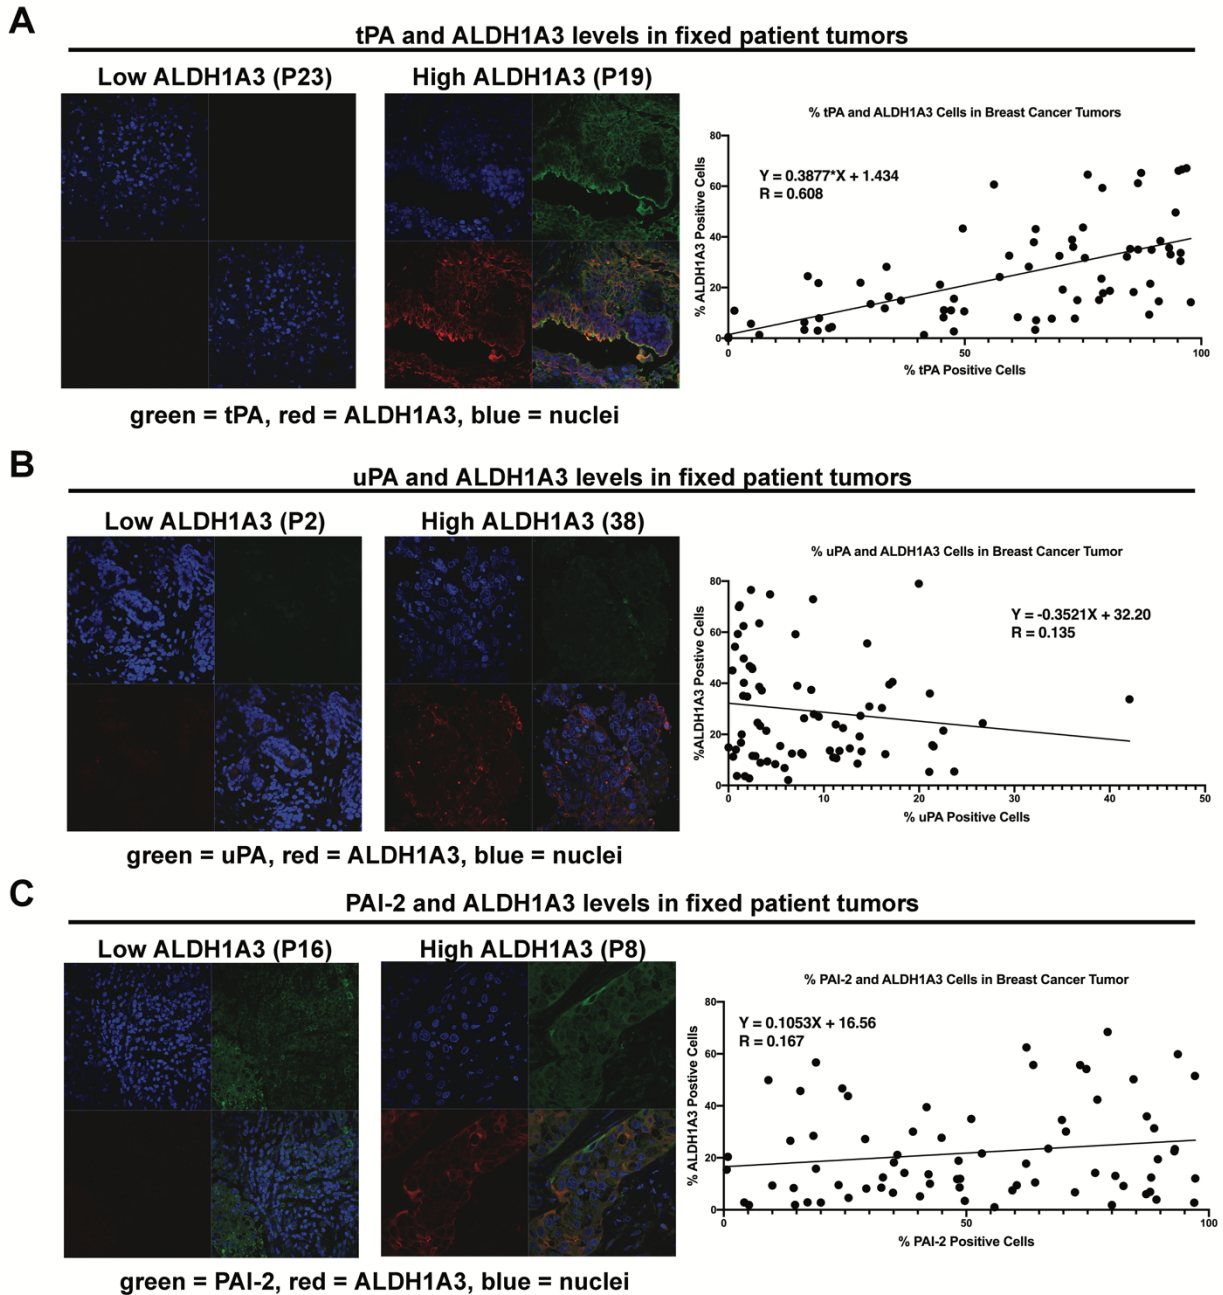 A
tPA and ALDH1A3 levels in fixed patient tumors
Low ALDH1A3 (P23)
High ALDH1A3 (P19)
% tPA and ALDH1A3 Cells in Breast Cancer Tumors
Y = 0.3877*X + 1.434
R = 0.608
% ALDH1A3 Positive Cells
80
60
40
20
0
0
50
100
% tPA Positive Cells
green = tPA, red = ALDH1A3, blue = nuclei
B
uPA and ALDH1A3 levels in fixed patient tumors
Low ALDH1A3 (P2)
High ALDH1A3 (38)
% uPA and ALDH1A3 Cells in Breast Cancer Tumor
Y = -0.3521X + 32.20
R = 0.135
%ALDH1A3 Postive Cells
80
60
40
20
0
0
10
20
30
40
50
% uPA Positive Cells
green = uPA, red = ALDH1A3, blue = nuclei
C
PAI-2 and ALDH1A3 levels in fixed patient tumors
Low ALDH1A3 (P16)
High ALDH1A3 (P8)
% PAI-2 and ALDH1A3 Cells in Breast Cancer Tumor
Y = 0.1053X + 16.56
R = 0.167
% ALDH1A3 Positive Cells
80
60
40
20
0
0
50
100
% PAI-2 Positive Cells
green = PAI-2, red = ALDH1A3, blue = nuclei